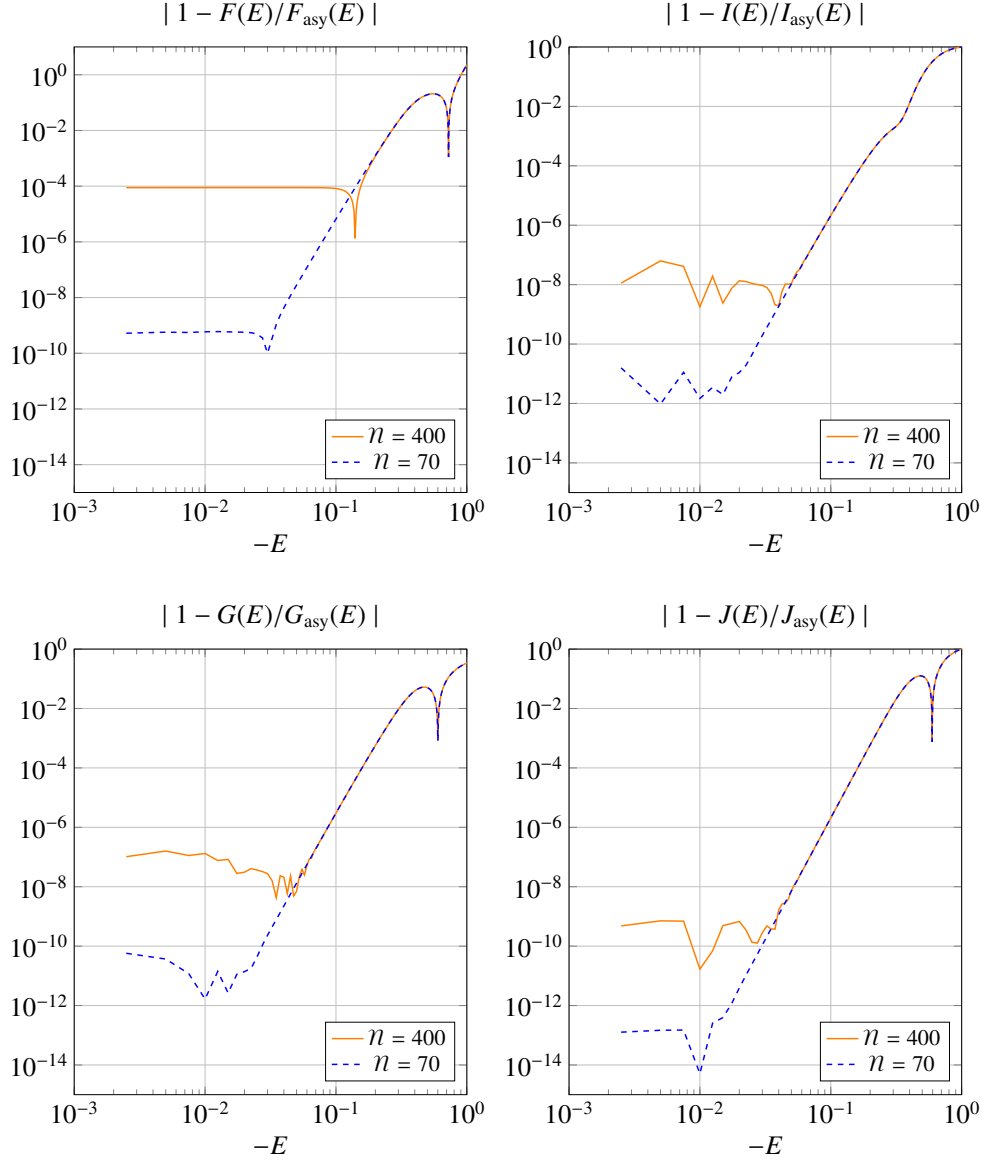 | 1 − F(E)/F_asy(E) |
10^0
10^−2
10^−4
10^−6
10^−8
10^−10
10^−12
10^−14
n = 400
n = 70
10^−3 10^−2 10^−1 10^0
−E
| 1 − I(E)/I_asy(E) |
10^0
10^−2
10^−4
10^−6
10^−8
10^−10
10^−12
10^−14
n = 400
n = 70
10^−3 10^−2 10^−1 10^0
−E
| 1 − G(E)/G_asy(E) |
10^0
10^−2
10^−4
10^−6
10^−8
10^−10
10^−12
10^−14
n = 400
n = 70
10^−3 10^−2 10^−1 10^0
−E
| 1 − J(E)/J_asy(E) |
10^0
10^−2
10^−4
10^−6
10^−8
10^−10
10^−12
10^−14
n = 400
n = 70
10^−3 10^−2 10^−1 10^0
−E